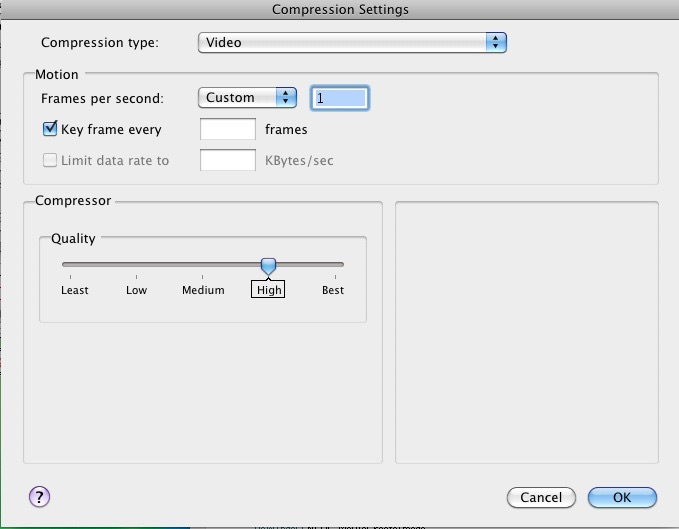 Compression Settings
Compression type: Video
Motion
Frames per second: Custom 1
Key frame every frames
Limit data rate to KBytes/sec
Compressor
Quality
Least Low Medium High Best
? Cancel OK